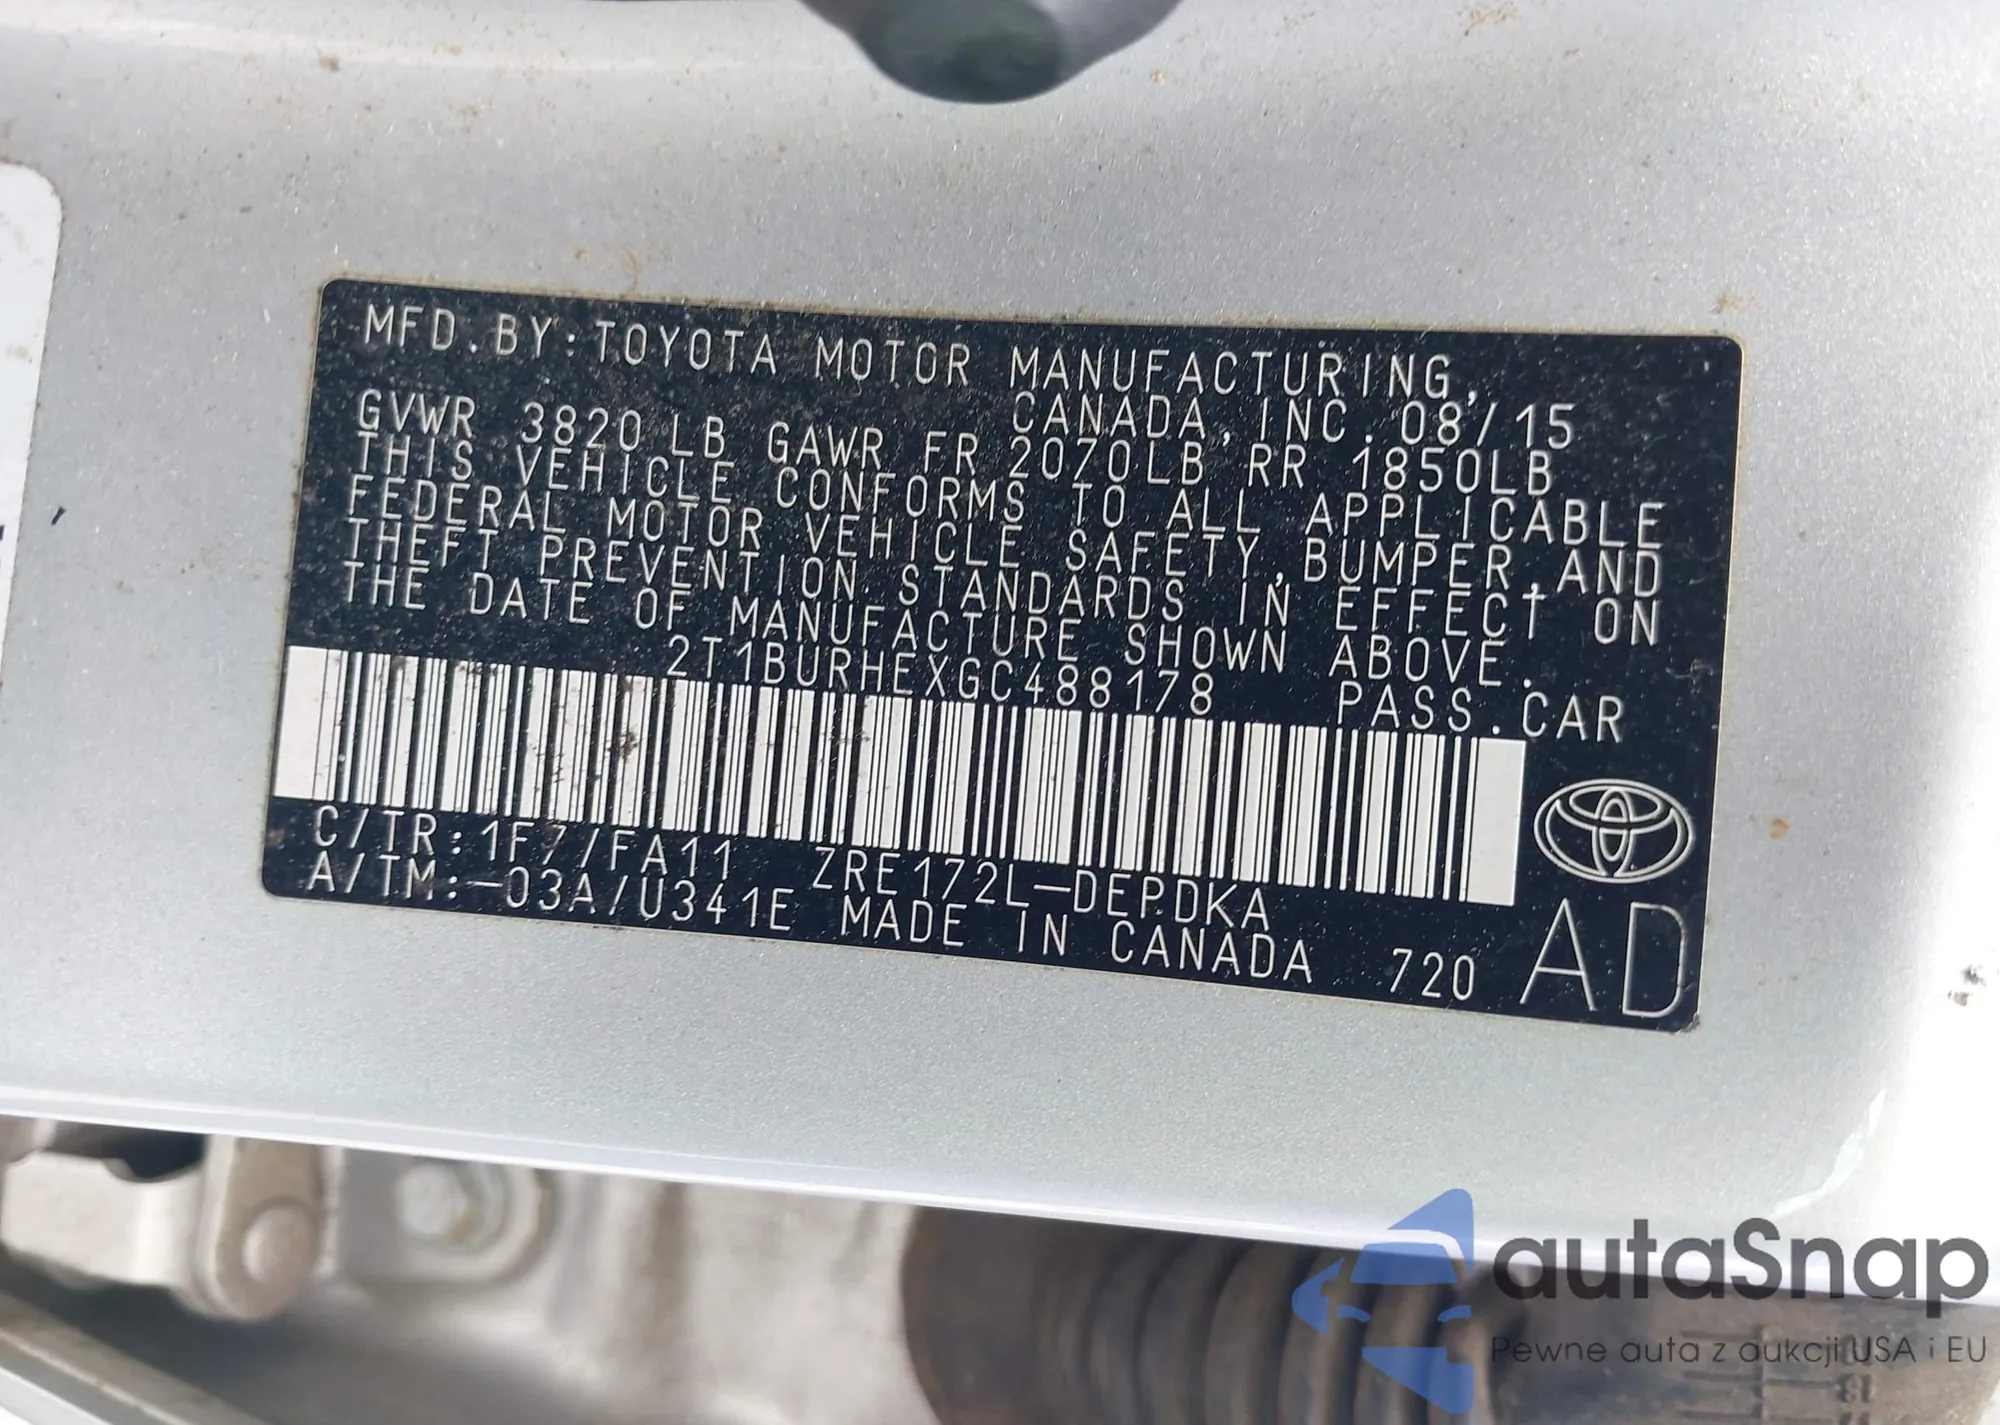 MFD.BY:TOYOTA MOTOR MANUFACTURING,
CANADA, INC. 08/15
GVWR 3820 LB GAWR FR 2070LB RR 1850LB
THIS VEHICLE CONFORMS TO ALL APPLICABLE
FEDERAL MOTOR VEHICLE SAFETY,BUMPER,AND
THEFT PREVENTION STANDARDS IN EFFECT ON
THE DATE OF MANUFACTURE SHOWN ABOVE.
2T1BURHEXGC488178 PASS.CAR
C/TR:1F7/FA11 ZRE172L-DEPDKA
A/TM:-03A/U341E MADE IN CANADA 720
AD
autaSnap
Pewne auta z aukcji USA i EU